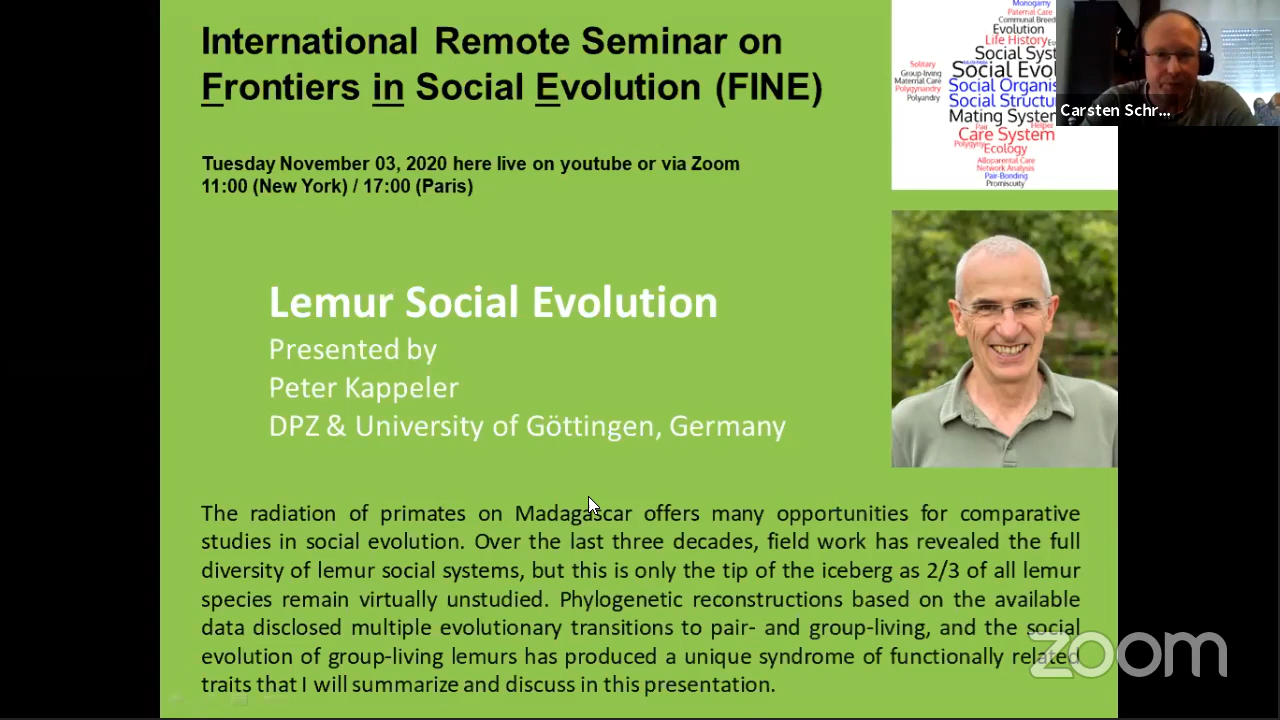 International Remote Seminar on
Frontiers in Social Evolution (FINE)
Tuesday November 03, 2020 here live on youtube or via Zoom
11:00 (New York) / 17:00 (Paris)
Monogamy
Paternal Care
Communal Breed
Evolution
Life History
Social Syst
Solitary
Social Evol
Group-living
Maternal Care
Social Organis
Polygynandry
Social Structu
Polyandry
Mating System
Pair
Helper
Care System
Polygyny
Ecology
Alloparental Care
Network Analysis
Pair-Bonding
Promiscuity
Carsten Schr...
Lemur Social Evolution
Presented by
Peter Kappeler
DPZ & University of Göttingen, Germany
The radiation of primates on Madagascar offers many opportunities for comparative
studies in social evolution. Over the last three decades, field work has revealed the full
diversity of lemur social systems, but this is only the tip of the iceberg as 2/3 of all lemur
species remain virtually unstudied. Phylogenetic reconstructions based on the available
data disclosed multiple evolutionary transitions to pair- and group-living, and the social
evolution of group-living lemurs has produced a unique syndrome of functionally related
traits that I will summarize and discuss in this presentation.
zoom